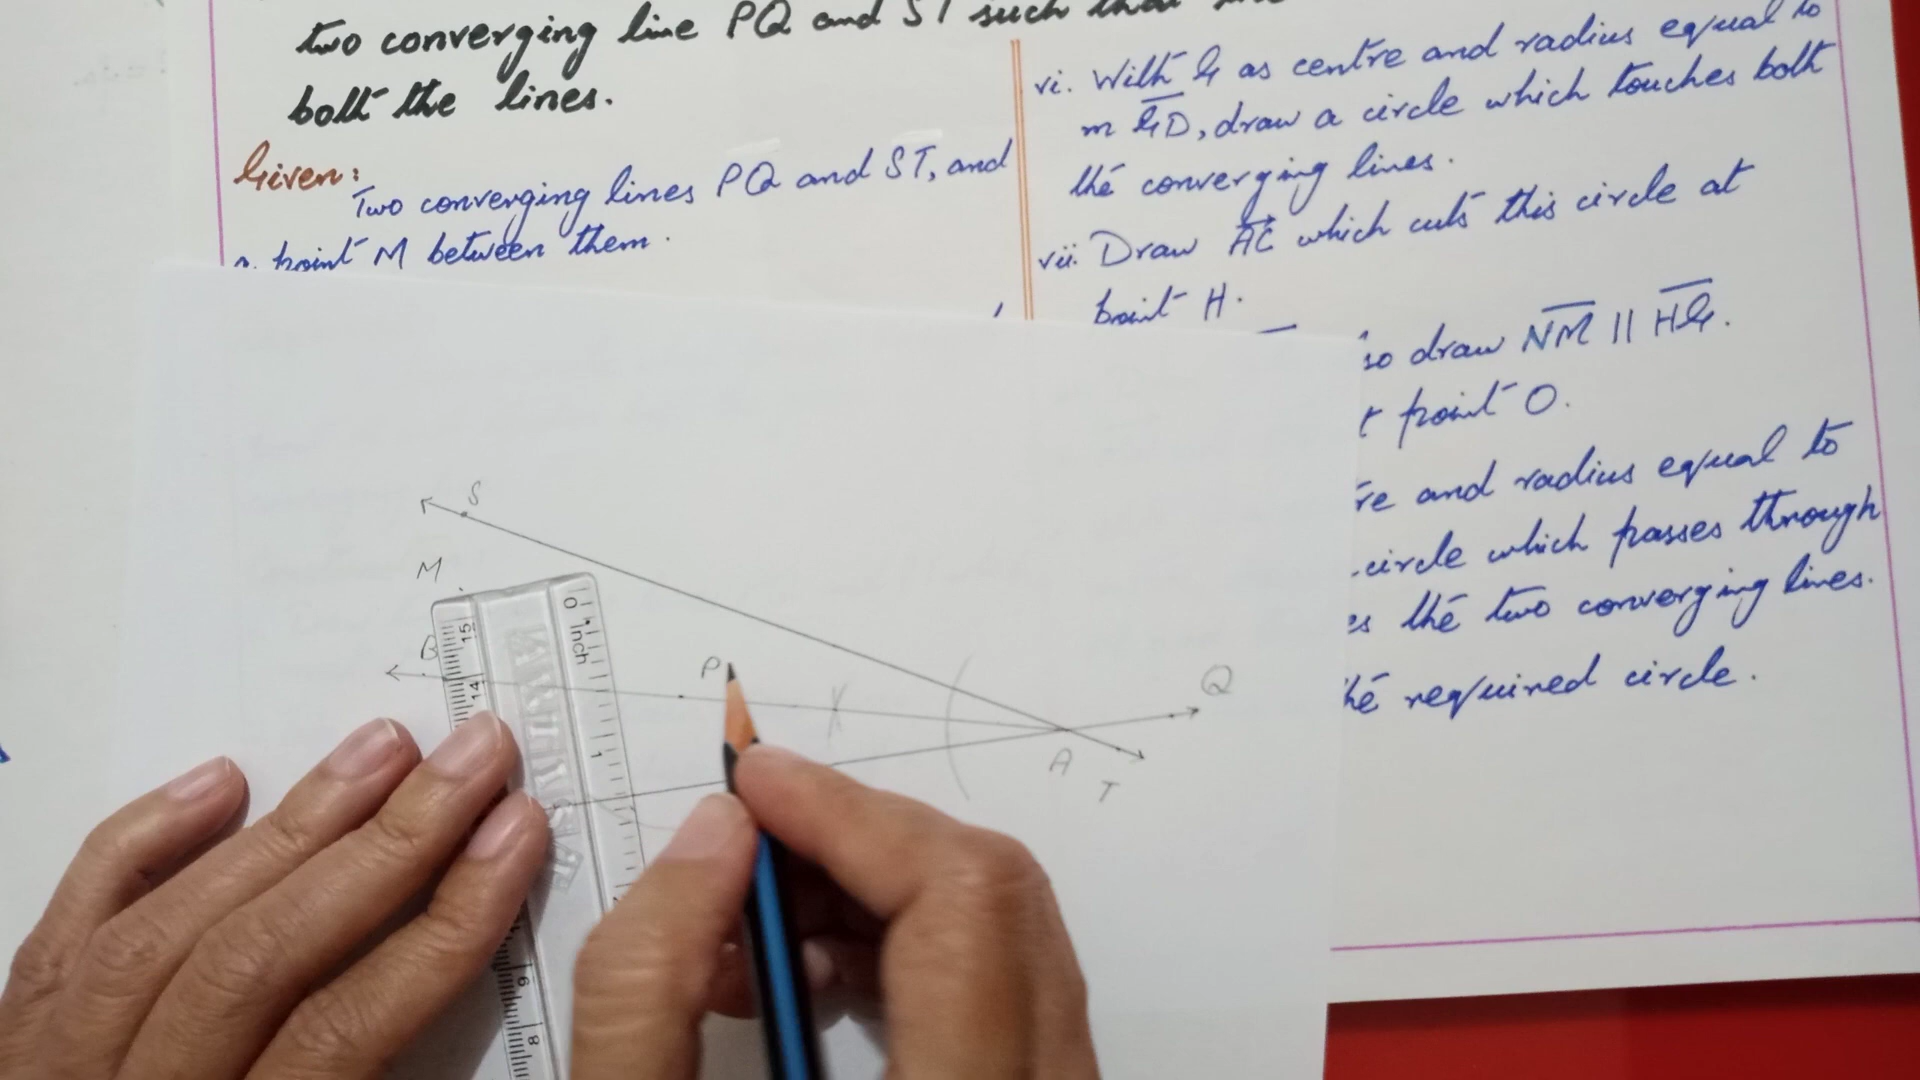 two converging line PQ and ST such that
both the lines.
Given:
Two converging lines PQ and ST, and
a point M between them.
vi. With G as centre and radius equal to
m GD, draw a circle which touches both
the converging lines.
vii. Draw AC which cuts this circle at
point H.
so draw NM || HG.
t point O.
re and radius equal to
circle which passes through
es the two converging lines.
the required circle.
S
M
B
P
Q
A
T
0 inch
1
15
14
9
8